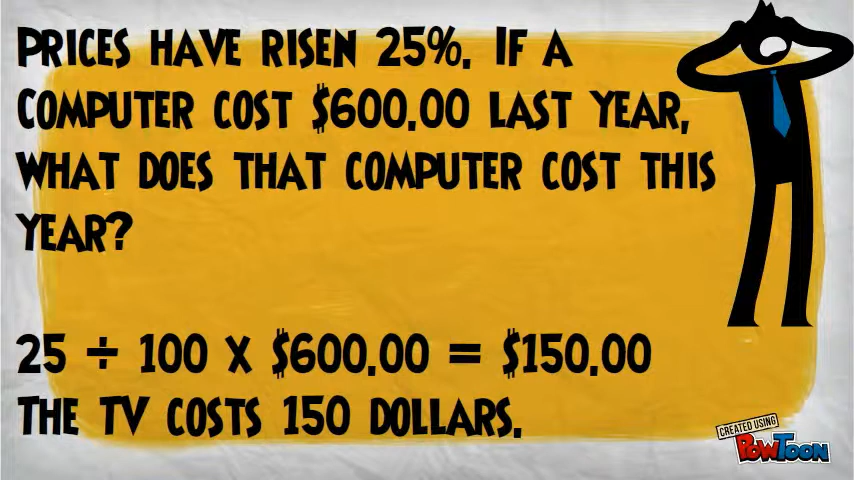 PRICES HAVE RISEN 25%. IF A
COMPUTER COST $600.00 LAST YEAR,
WHAT DOES THAT COMPUTER COST THIS
YEAR?
25 ÷ 100 X $600.00 = $150.00
THE TV COSTS 150 DOLLARS.
CREATED USING
POWTOON